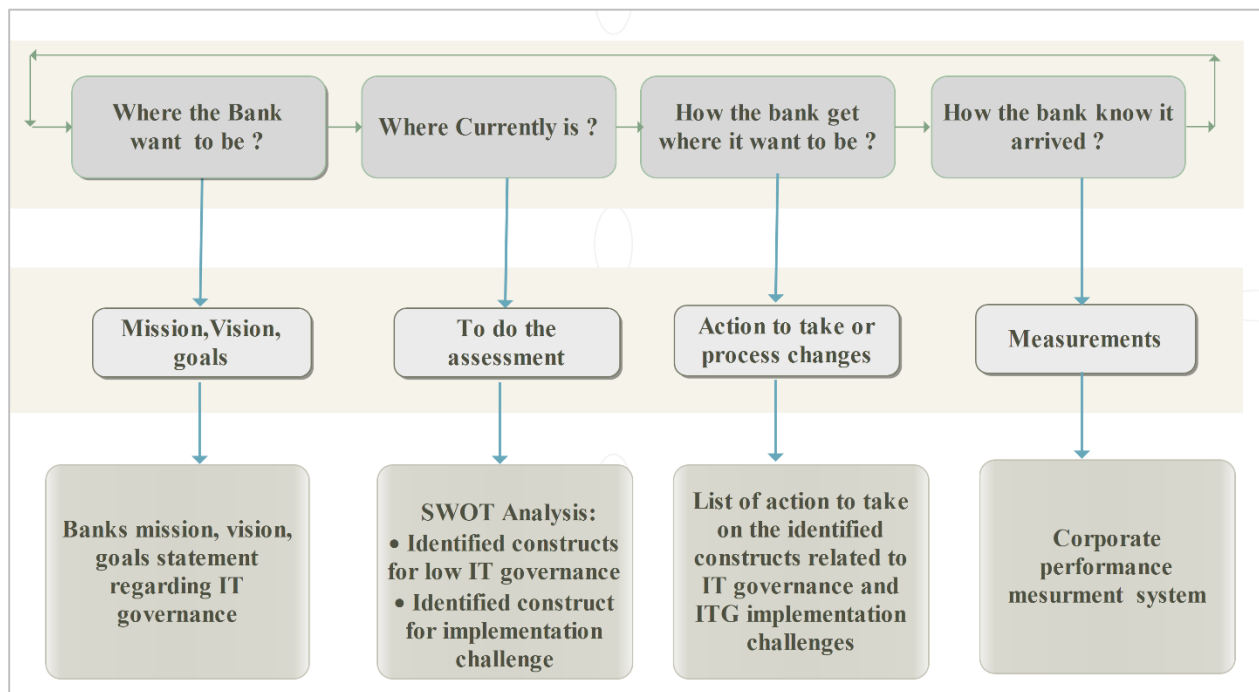 Where the Bank
want to be ?
Where Currently is ?
How the bank get
where it want to be ?
How the bank know it
arrived ?
Mission,Vision,
goals
To do the
assessment
Action to take or
process changes
Measurements
Banks mission, vision,
goals statement
regarding IT
governance
SWOT Analysis:
• Identified constructs
for low IT governance
• Identified construct
for implementation
challenge
List of action to take
on the identified
constructs related to
IT governance and
ITG implementation
challenges
Corporate
performance
mesurment system